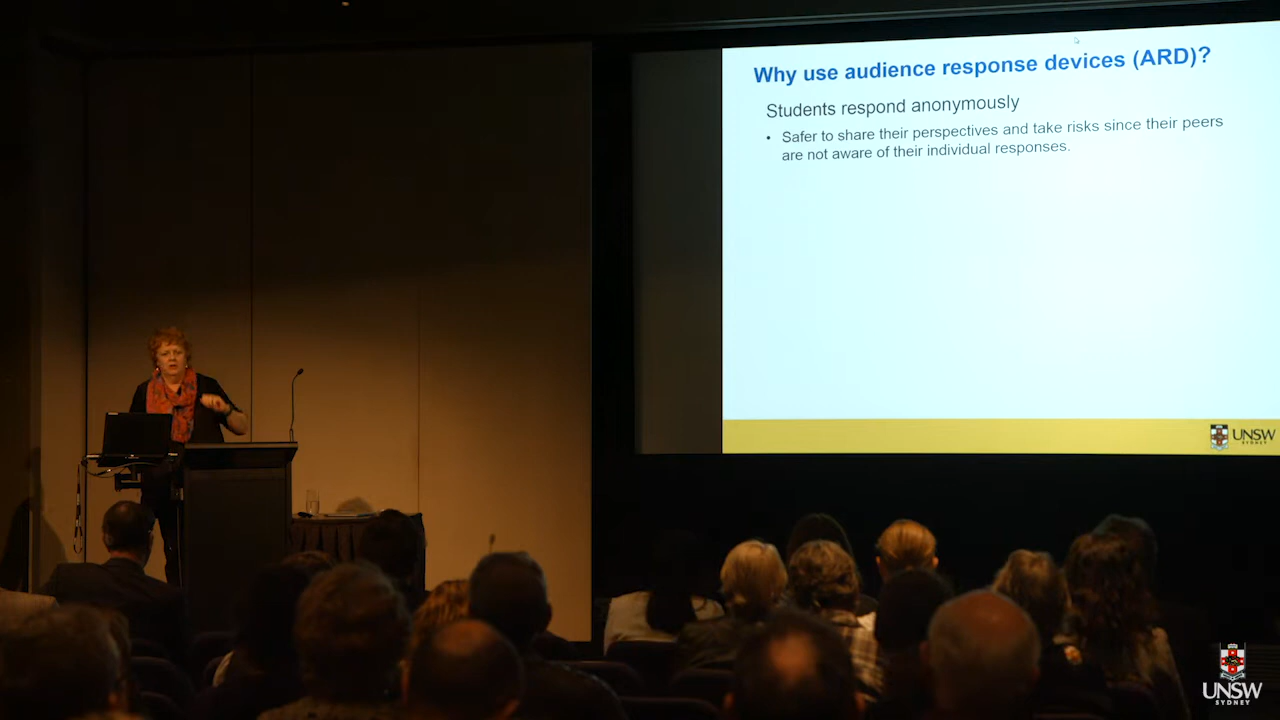 Why use audience response devices (ARD)?
Students respond anonymously
• Safer to share their perspectives and take risks since their peers
are not aware of their individual responses.
UNSW
SYDNEY
UNSW
SYDNEY